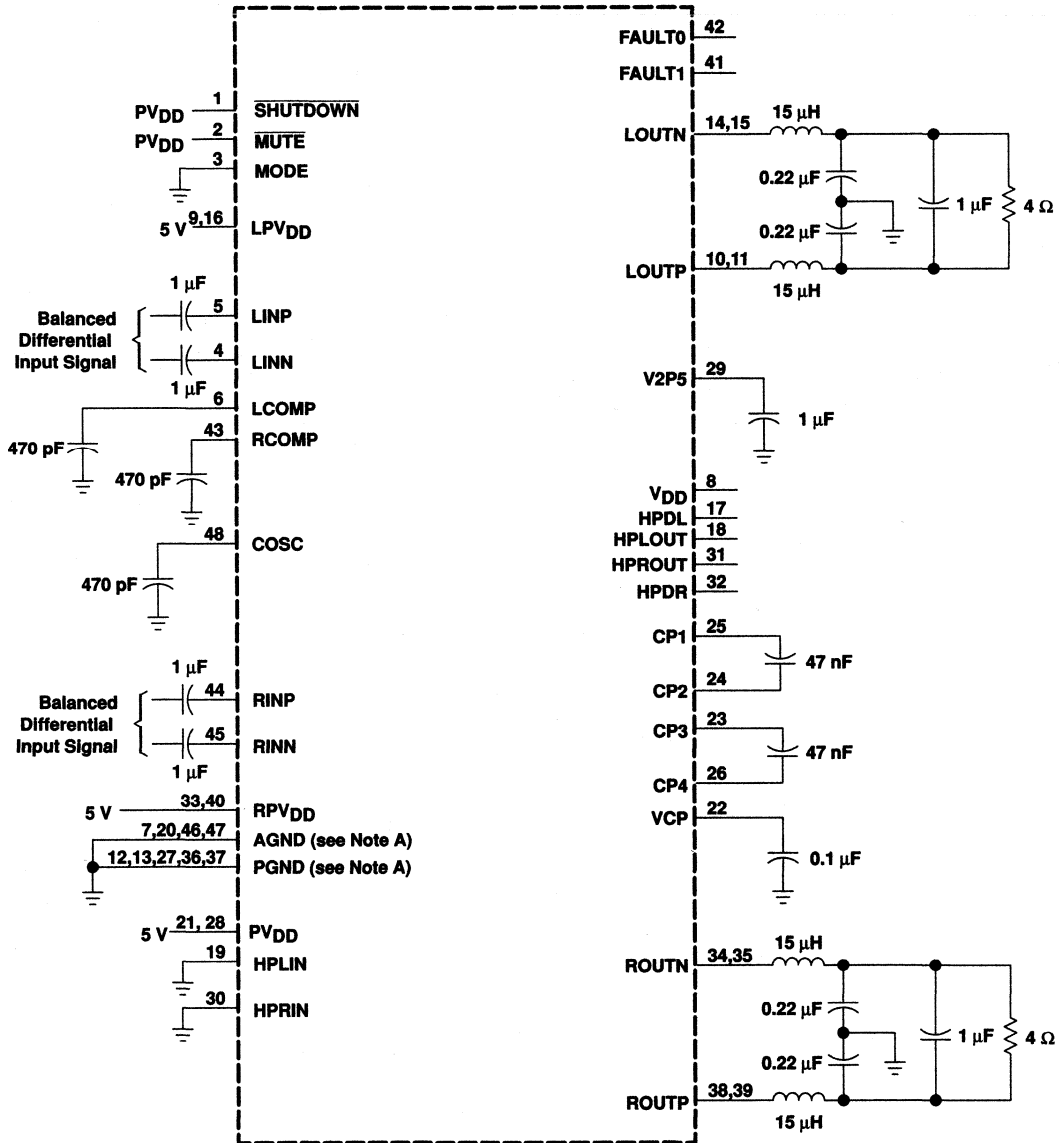 FAULT0 42
FAULT1 41
PVDD 1 SHUTDOWN
PVDD 2 MUTE
3 MODE
5 V 9,16 LPVDD
1 µF
5 LINP
Balanced
Differential
Input Signal
4 LINN
1 µF
6 LCOMP
470 pF
43 RCOMP
470 pF
48 COSC
470 pF
1 µF
44 RINP
Balanced
Differential
Input Signal
45 RINN
1 µF
5 V 33,40 RPVDD
7,20,46,47 AGND (see Note A)
12,13,27,36,37 PGND (see Note A)
5 V 21, 28 PVDD
19 HPLIN
30 HPRIN
LOUTN 14,15 15 µH
0.22 µF
1 µF 4 Ω
0.22 µF
LOUTP 10,11
15 µH
V2P5 29
1 µF
VDD 8
HPDL 17
HPLOUT 18
HPROUT 31
HPDR 32
CP1 25
47 nF
CP2 24
CP3 23
47 nF
CP4 26
VCP 22
0.1 µF
ROUTN 34,35 15 µH
0.22 µF
1 µF 4 Ω
0.22 µF
ROUTP 38,39
15 µH